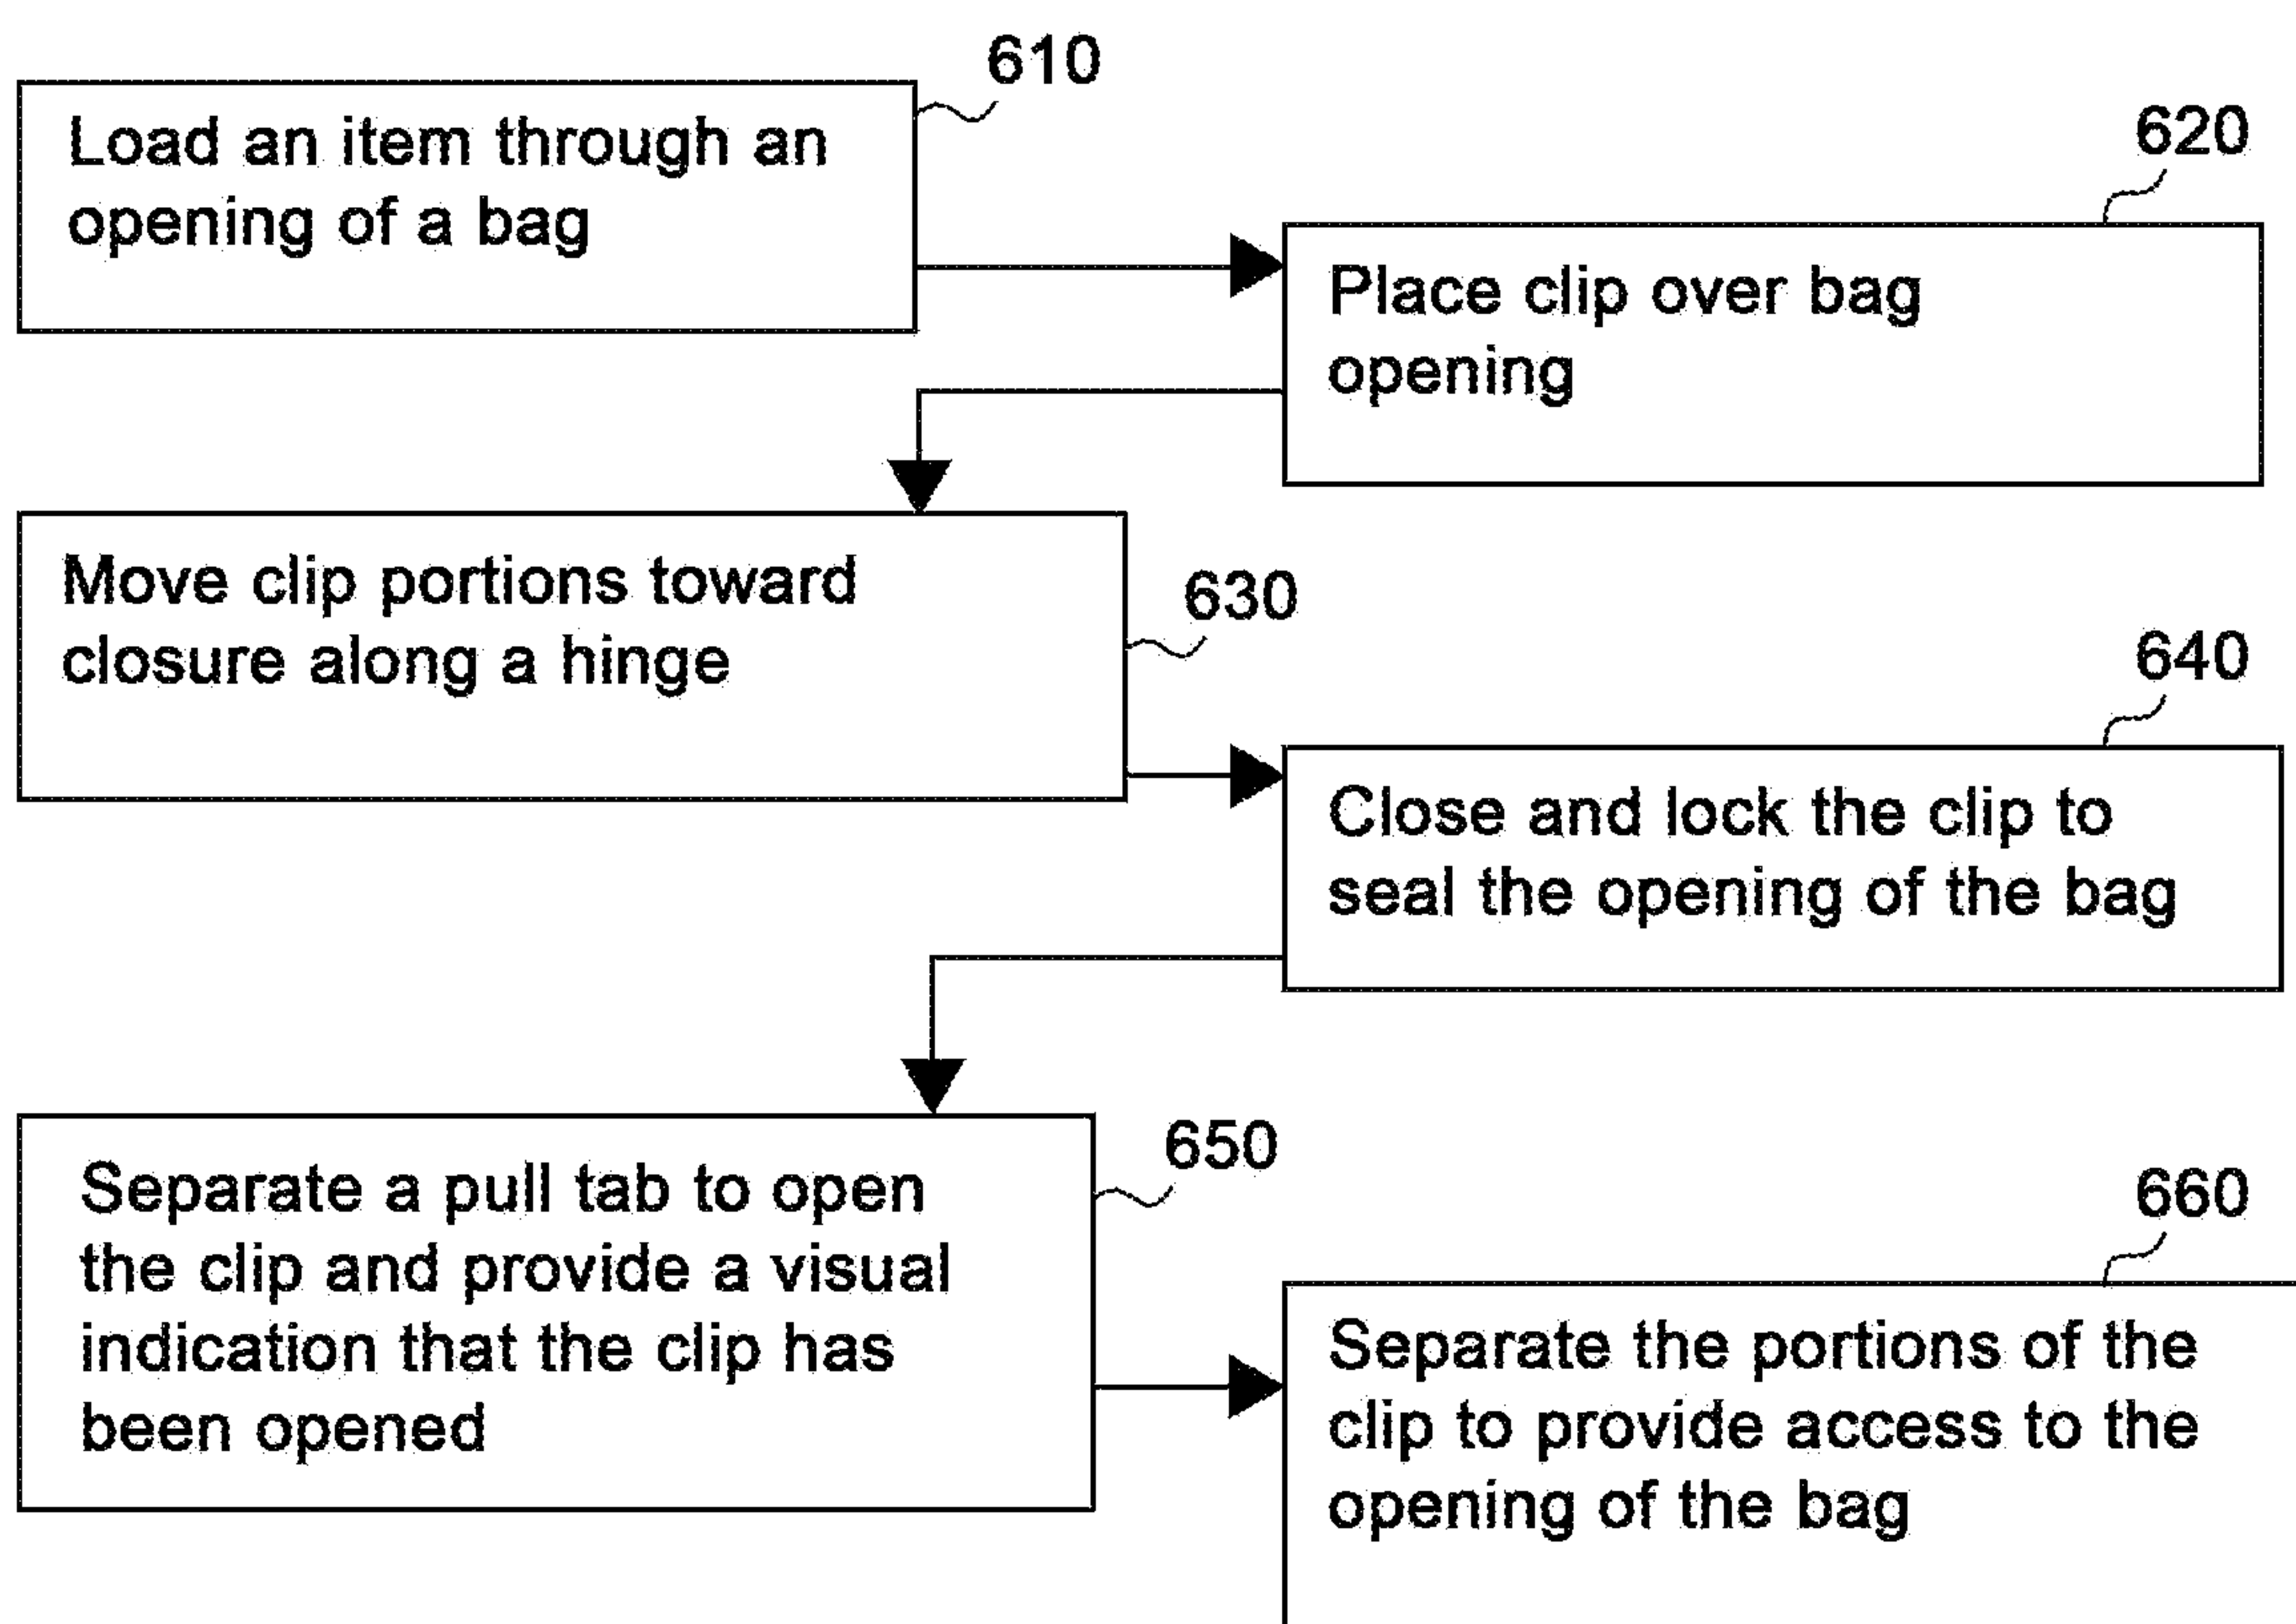 610
Load an item through an
opening of a bag
620
Place clip over bag
opening
Move clip portions toward
closure along a hinge
630
640
Close and lock the clip to
seal the opening of the bag
650
Separate a pull tab to open
the clip and provide a visual
indication that the clip has
been opened
660
Separate the portions of the
clip to provide access to the
opening of the bag